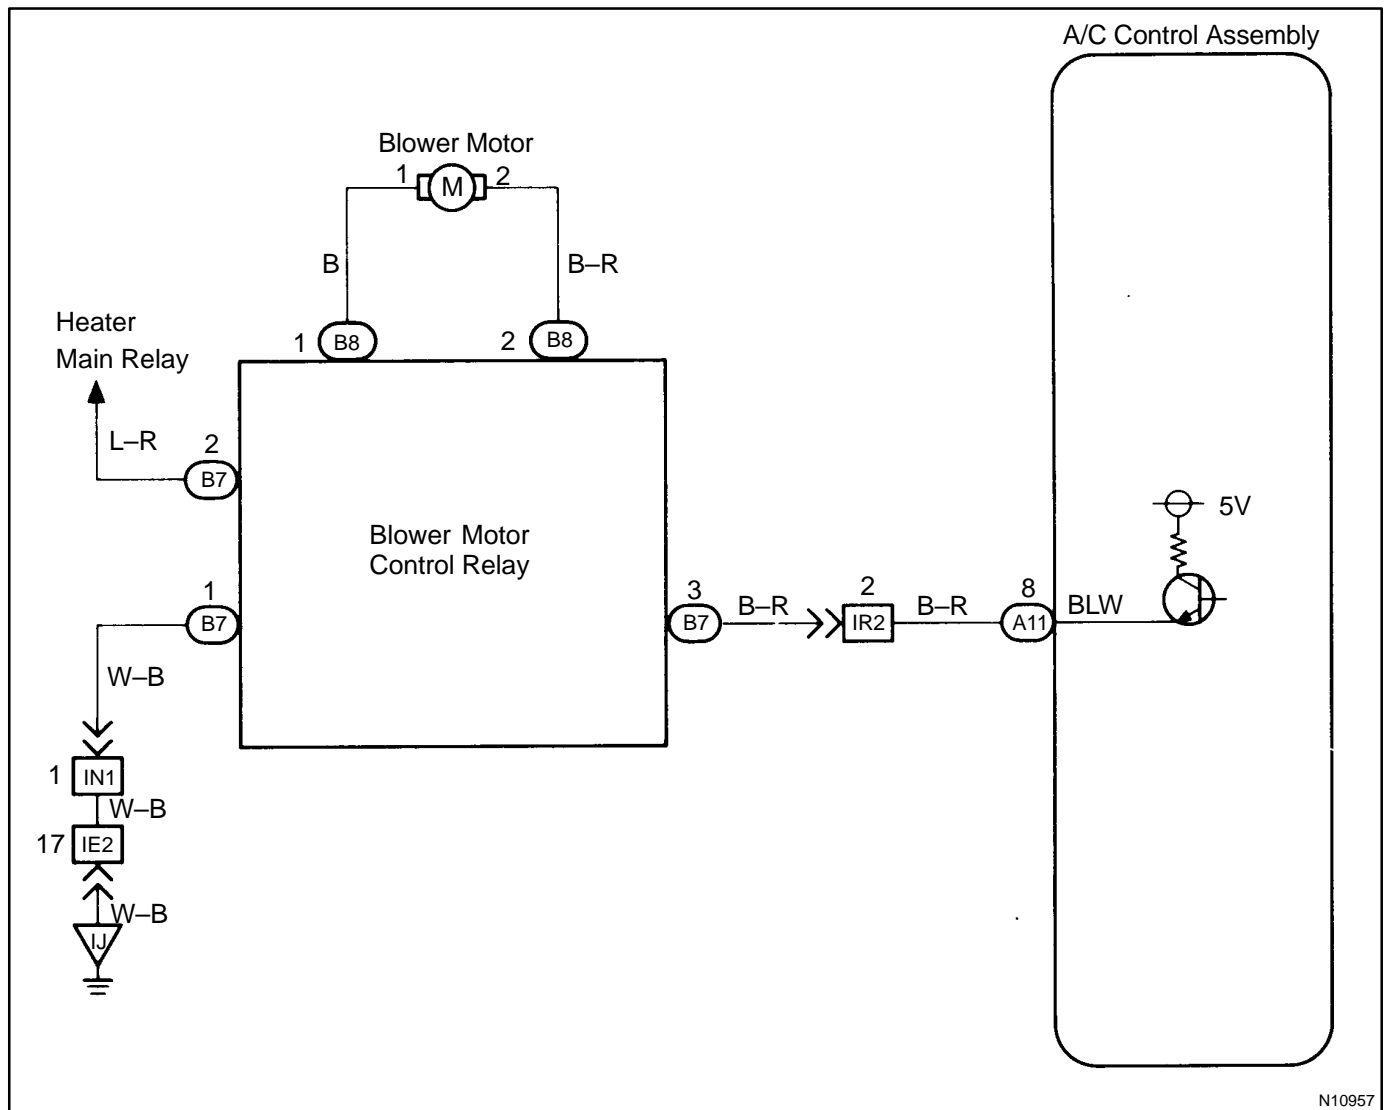 A/C Control Assembly
Blower Motor
1
M
2
B
B–R
Heater
Main Relay
1
B8
2
B8
L–R
2
B7
5V
Blower Motor
Control Relay
1
B7
3
B7
B–R
2
IR2
B–R
8
A11
BLW
W–B
1
IN1
W–B
17
IE2
W–B
IJ
N10957